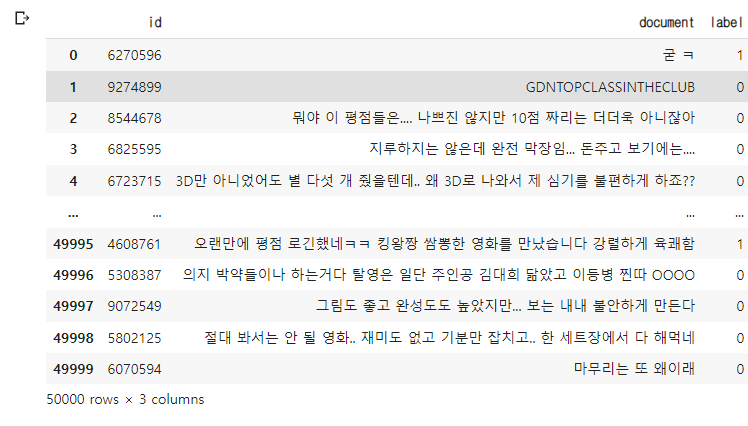 id document label
0 6270596 굳 ㅋ 1
1 9274899 GDNTOPCLASSINTHECLUB 0
2 8544678 뭐야 이 평점들은.... 나쁘진 않지만 10점 짜리는 더더욱 아니잖아 0
3 6825595 지루하지는 않은데 완전 막장임... 돈주고 보기에는.... 0
4 6723715 3D만 아니었어도 별 다섯 개 줬을텐데.. 왜 3D로 나와서 제 심기를 불편하게 하죠?? 0
... ... ... ...
49995 4608761 오랜만에 평점 로긴했네ㅋㅋ 킹왕짱 쌈뽕한 영화를 만났습니다 강렬하게 육쾌함 1
49996 5308387 의지 박약들이나 하는거다 탈영은 일단 주인공 김대희 닮았고 이등병 찐따 OOOO 0
49997 9072549 그림도 좋고 완성도도 높았지만... 보는 내내 불안하게 만든다 0
49998 5802125 절대 봐서는 안 될 영화.. 재미도 없고 기분만 잡치고.. 한 세트장에서 다 해먹네 0
49999 6070594 마무리는 또 왜이래 0
50000 rows × 3 columns